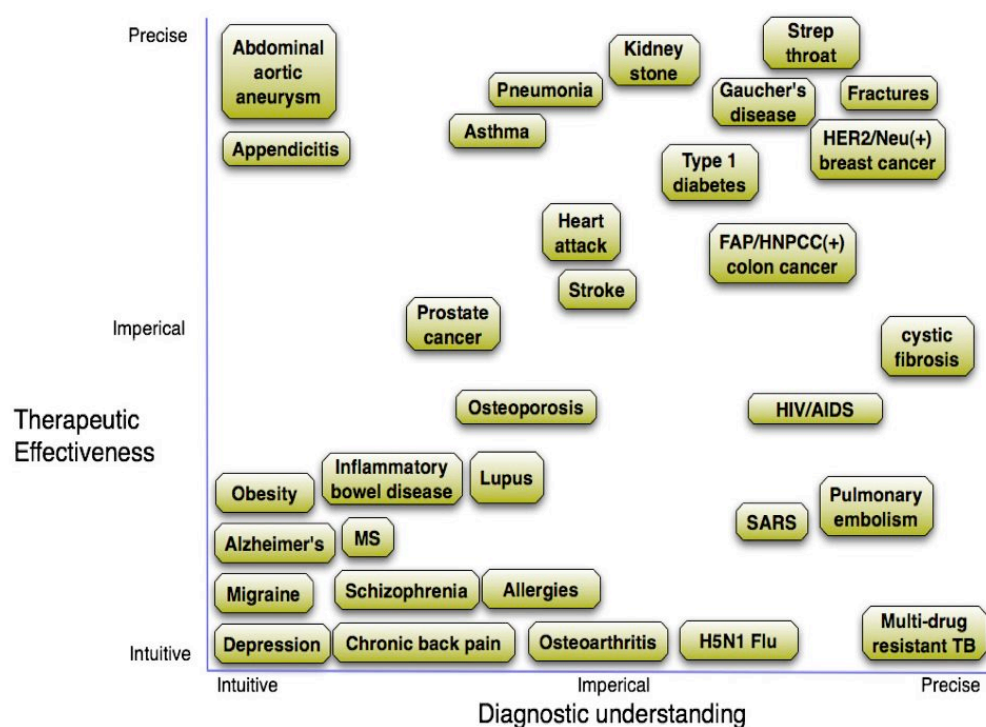 Precise
Abdominal
aortic
aneurysm
Kidney
stone
Strep
throat
Pneumonia
Gaucher's
disease
Fractures
Appendicitis
Asthma
Type 1
diabetes
HER2/Neu(+)
breast cancer
Heart
attack
FAP/HNPCC(+)
colon cancer
Stroke
Imperical
Prostate
cancer
cystic
fibrosis
Therapeutic
Effectiveness
Osteoporosis
HIV/AIDS
Obesity
Inflammatory
bowel disease
Lupus
Pulmonary
embolism
SARS
Alzheimer's
MS
Migraine
Schizophrenia
Allergies
Intuitive
Depression
Chronic back pain
Osteoarthritis
H5N1 Flu
Multi-drug
resistant TB
Intuitive
Imperical
Precise
Diagnostic understanding